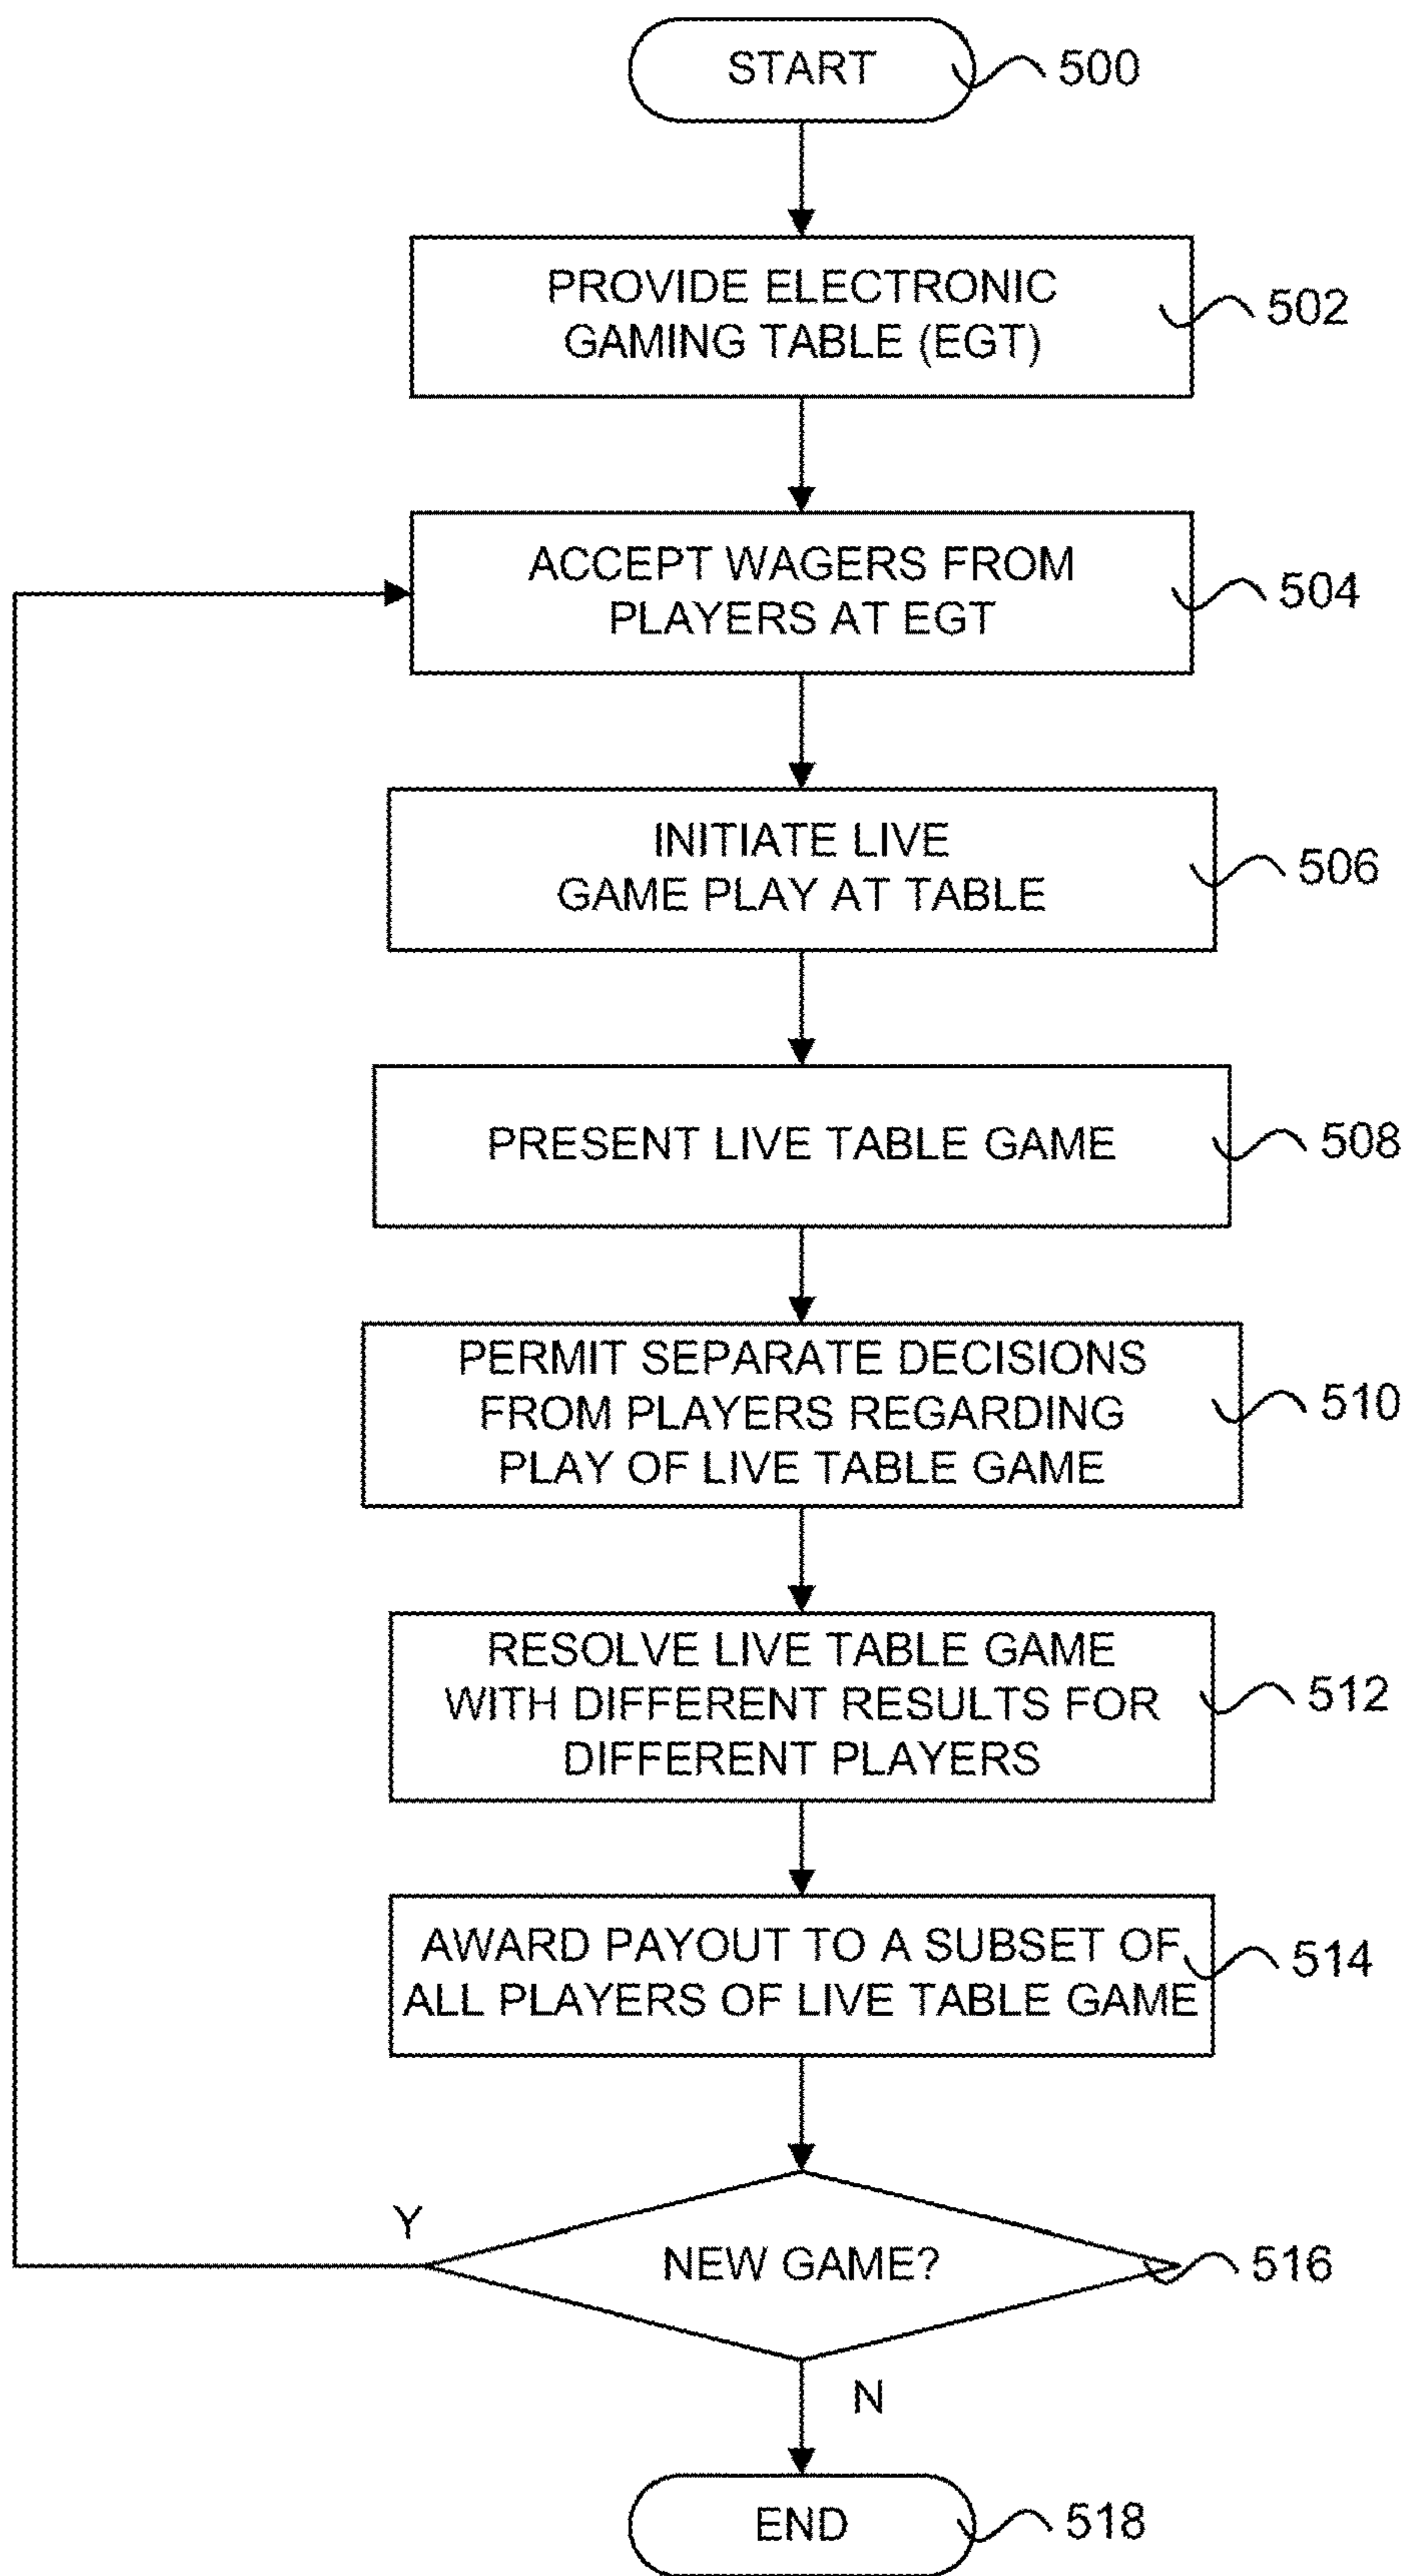 START
500
PROVIDE ELECTRONIC
GAMING TABLE (EGT)
502
ACCEPT WAGERS FROM
PLAYERS AT EGT
504
INITIATE LIVE
GAME PLAY AT TABLE
506
PRESENT LIVE TABLE GAME
508
PERMIT SEPARATE DECISIONS
FROM PLAYERS REGARDING
PLAY OF LIVE TABLE GAME
510
RESOLVE LIVE TABLE GAME
WITH DIFFERENT RESULTS FOR
DIFFERENT PLAYERS
512
AWARD PAYOUT TO A SUBSET OF
ALL PLAYERS OF LIVE TABLE GAME
514
Y
NEW GAME?
516
N
END
518